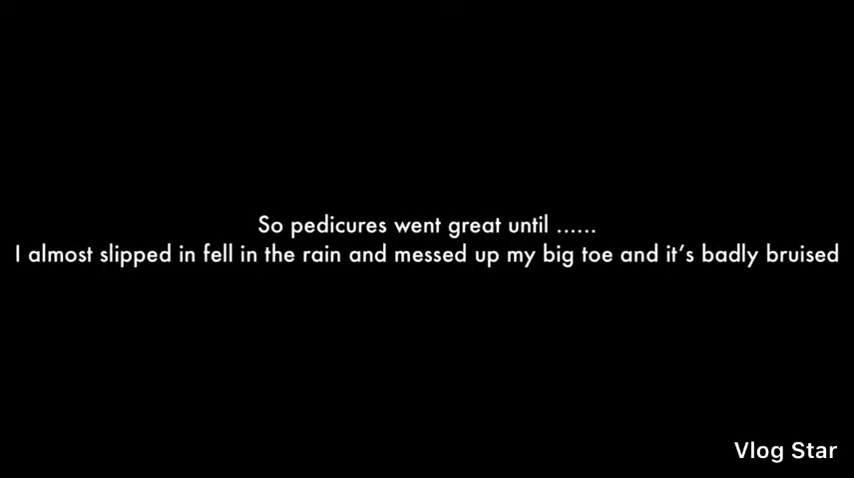 So pedicures went great until ......
I almost slipped in fell in the rain and messed up my big toe and it's badly bruised
Vlog Star